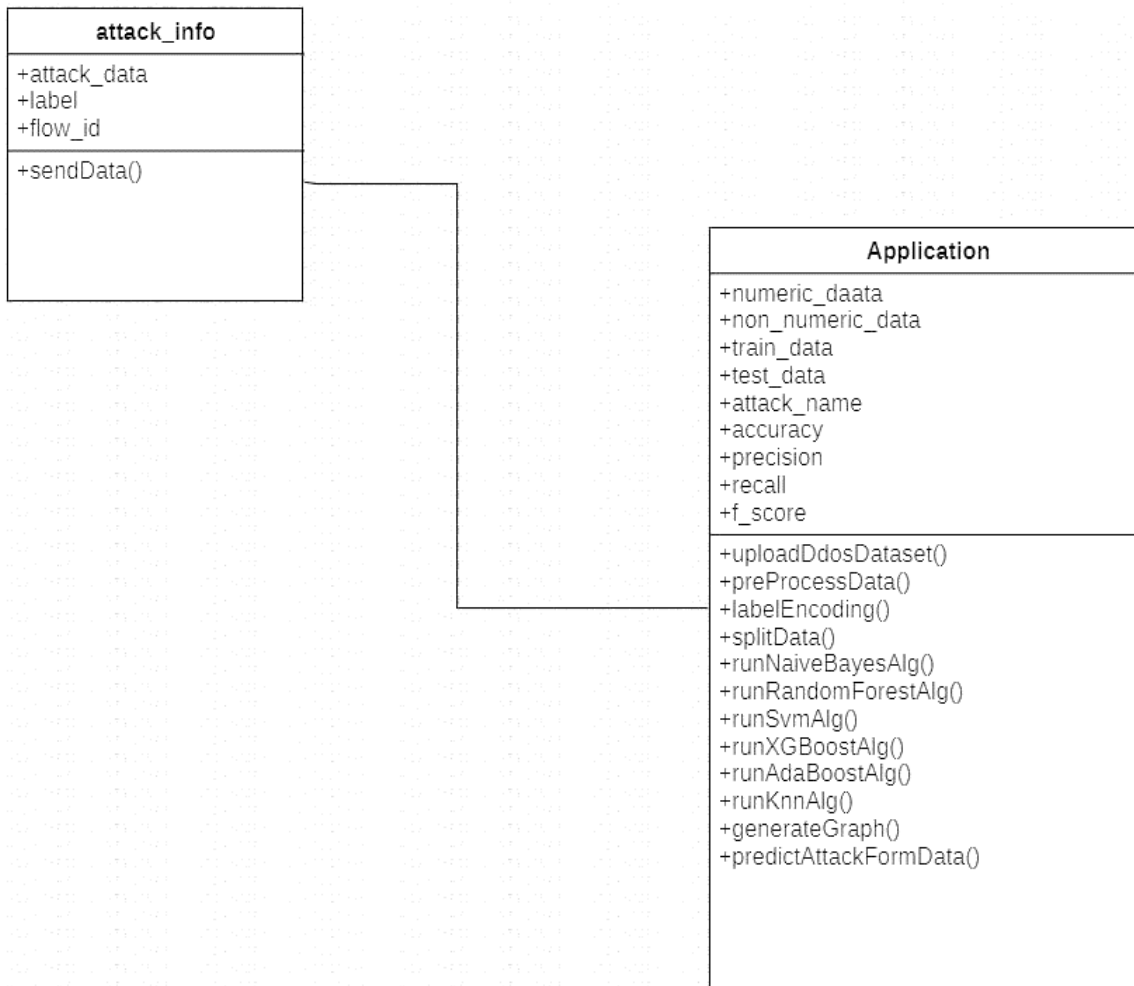 attack_info
+attack_data
+label
+flow_id
+sendData()
Application
+numeric_daata
+non_numeric_data
+train_data
+test_data
+attack_name
+accuracy
+precision
+recall
+f_score
+uploadDdosDataset()
+preProcessData()
+labelEncoding()
+splitData()
+runNaiveBayesAlg()
+runRandomForestAlg()
+runSvmAlg()
+runXGBoostAlg()
+runAdaBoostAlg()
+runKnnAlg()
+generateGraph()
+predictAttackFormData()